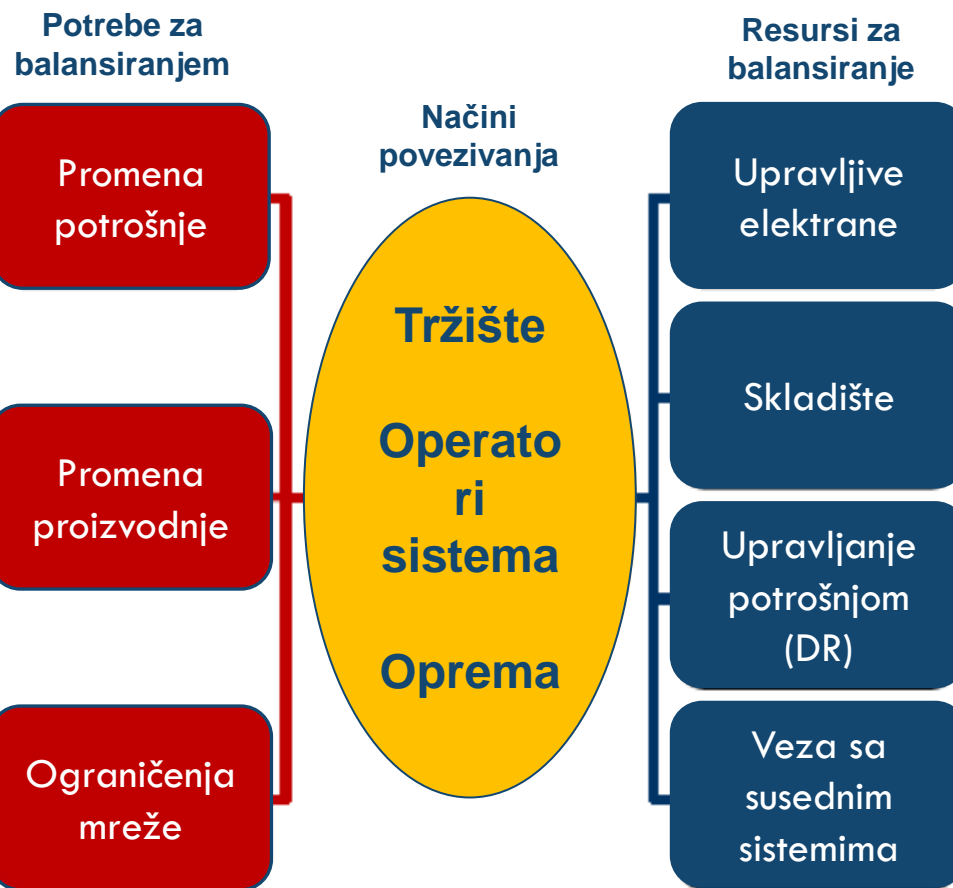 Potrebe za
balansiranjem
Promena
potrošnje
Promena
proizvodnje
Ograničenja
mreže
Načini
povezivanja
Tržište
Operato
ri
sistema
Oprema
Resursi za
balansiranje
Upravljive
elektrane
Skladište
Upravljanje
potrošnjom
(DR)
Veza sa
susednim
sistemima